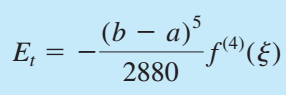 E_t = -\frac{(b - a)^5}{2880} f^{(4)}(\xi)